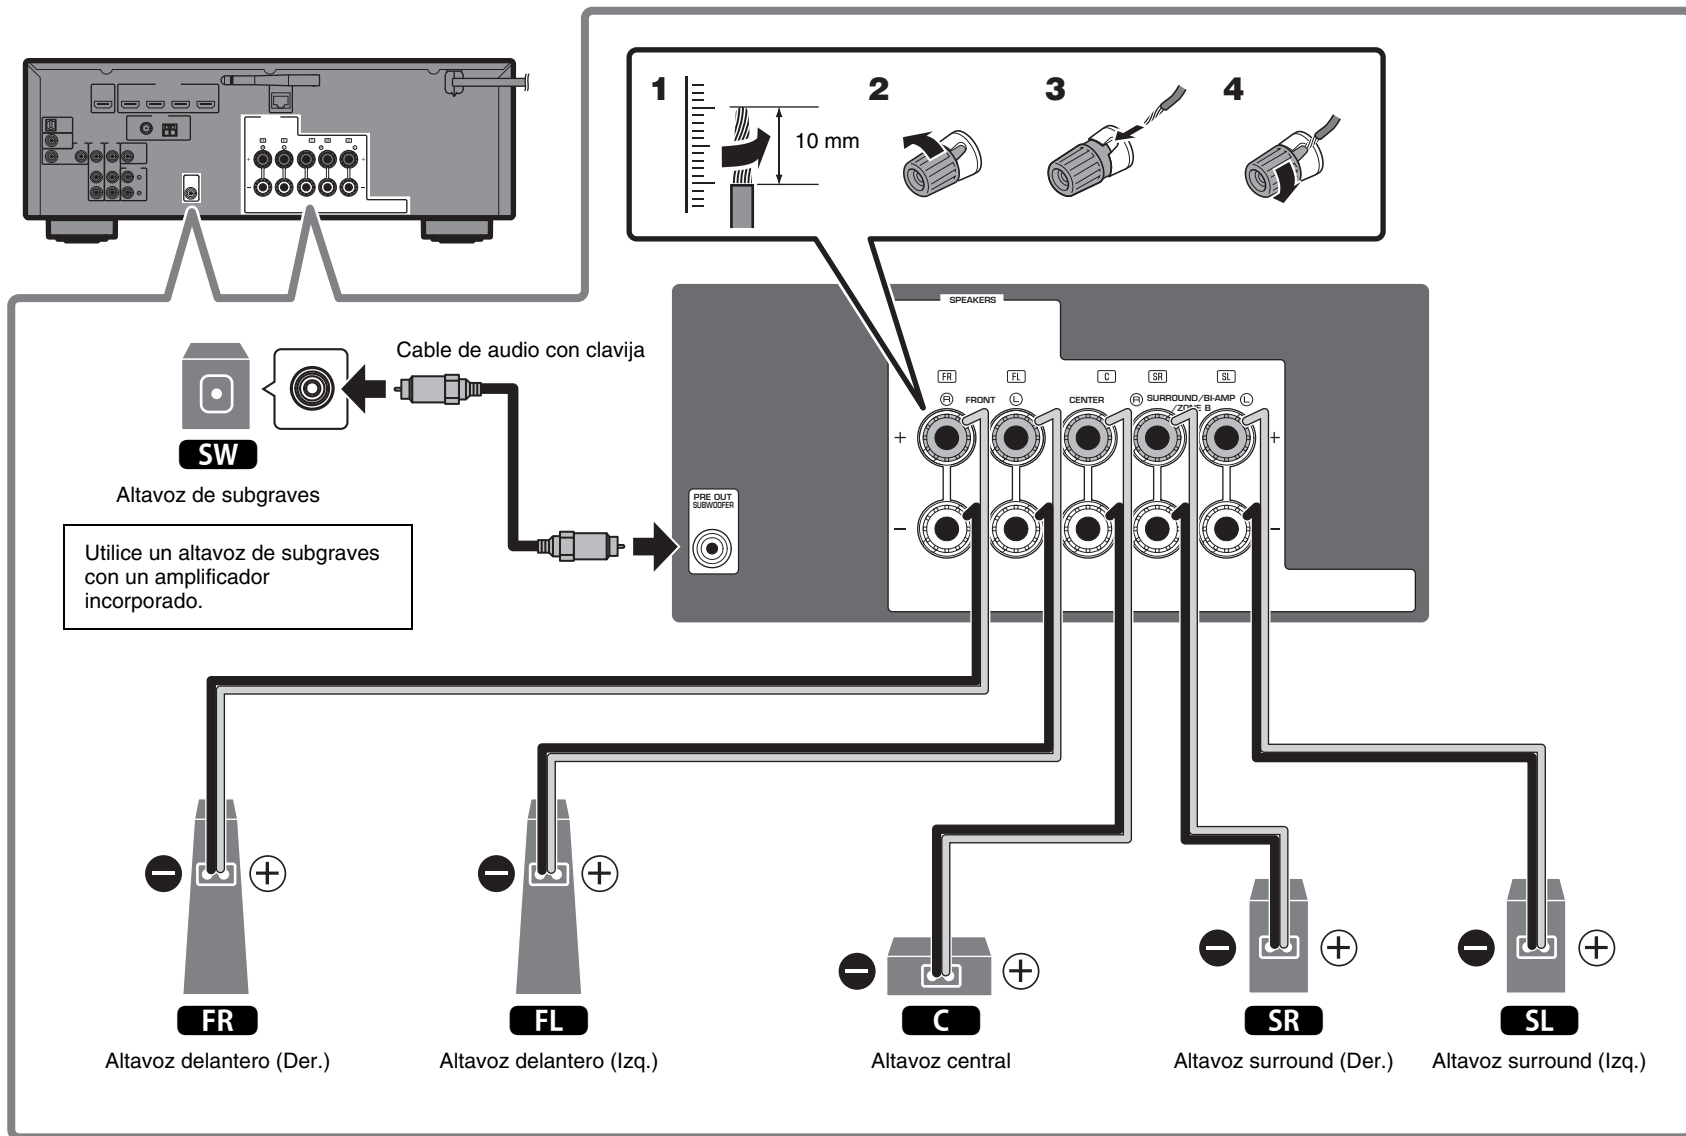 1
2
3
4
10 mm
SPEAKERS
Cable de audio con clavija
FR
FL
C
SR
SL
R
FRONT
L
CENTER
R
SURROUND/BI-AMP
L
/ZONE B
+
+
SW
Altavoz de subgraves
PRE OUT
SUBWOOFER
−
−
Utilice un altavoz de subgraves
con un amplificador
incorporado.
−
+
−
+
−
+
−
+
−
+
FR
FL
C
SR
SL
Altavoz delantero (Der.)
Altavoz delantero (Izq.)
Altavoz central
Altavoz surround (Der.)
Altavoz surround (Izq.)